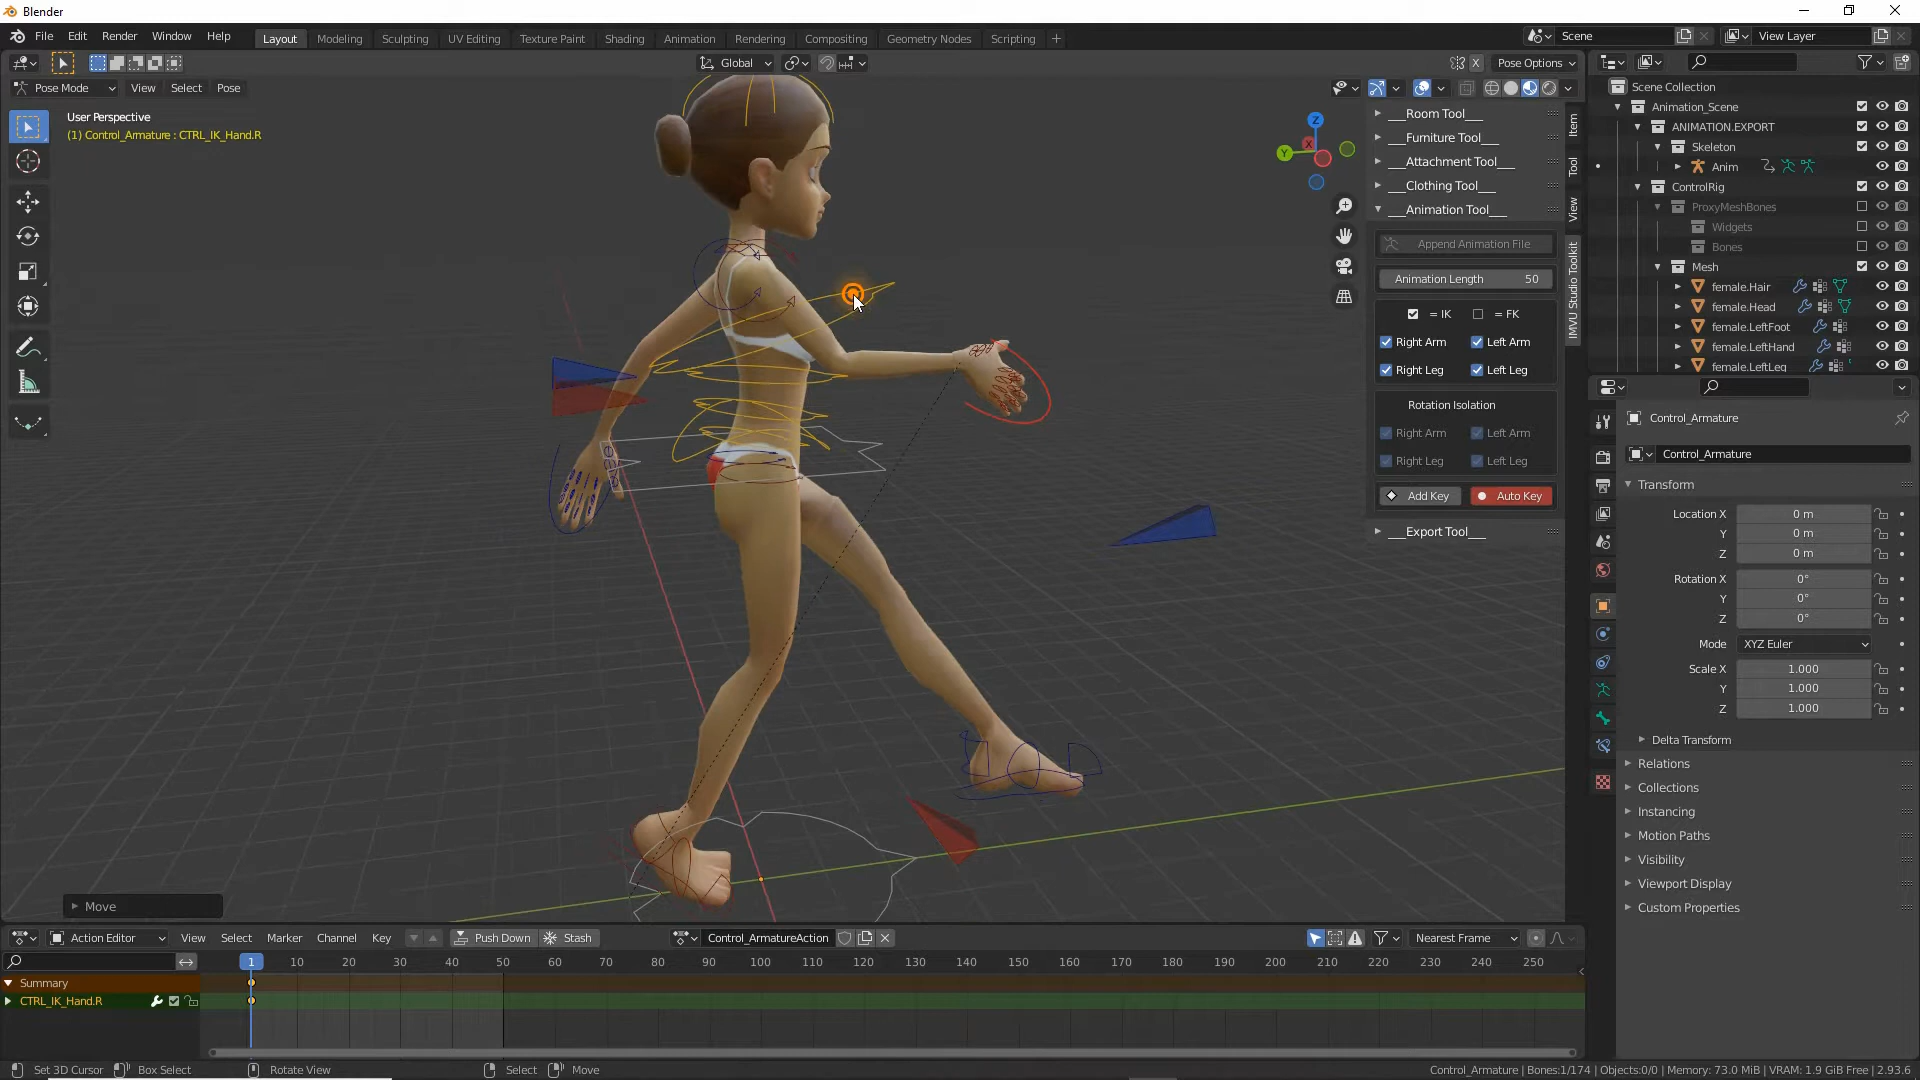 Blender
File Edit Render Window Help
Layout Modeling Sculpting UV Editing Texture Paint Shading Animation Rendering Compositing Geometry Nodes Scripting +
Scene
View Layer
Global
X Pose Options
Pose Mode View Select Pose
User Perspective
(1) Control_Armature : CTRL_IK_Hand.R
Z
Y
X
___Room Tool___
___Furniture Tool___
___Attachment Tool___
___Clothing Tool___
___Animation Tool___
Append Animation File
Animation Length 50
= IK = FK
Right Arm Left Arm
Right Leg Left Leg
Rotation Isolation
Right Arm Left Arm
Right Leg Left Leg
Add Key Auto Key
___Export Tool___
Item
Tool
View
IMVU Studio Toolkit
Scene Collection
Animation_Scene
ANIMATION.EXPORT
Skeleton
Anim
ControlRig
ProxyMeshBones
Widgets
Bones
Mesh
female.Hair
female.Head
female.LeftFoot
female.LeftHand
female.LeftLeg
Control_Armature
Control_Armature
Transform
Location X 0 m
Y 0 m
Z 0 m
Rotation X 0°
Y 0°
Z 0°
Mode XYZ Euler
Scale X 1.000
Y 1.000
Z 1.000
Delta Transform
Relations
Collections
Instancing
Motion Paths
Visibility
Viewport Display
Custom Properties
Move
Action Editor View Select Marker Channel Key Push Down Stash Control_ArmatureAction Nearest Frame
1 10 20 30 40 50 60 70 80 90 100 110 120 130 140 150 160 170 180 190 200 210 220 230 240 250
Summary
CTRL_IK_Hand.R
Set 3D Cursor Box Select Rotate View Select Move
Control_Armature | Bones:1/174 | Objects:0/0 | Memory: 73.0 MiB | VRAM: 1.9 GiB Free | 2.93.6